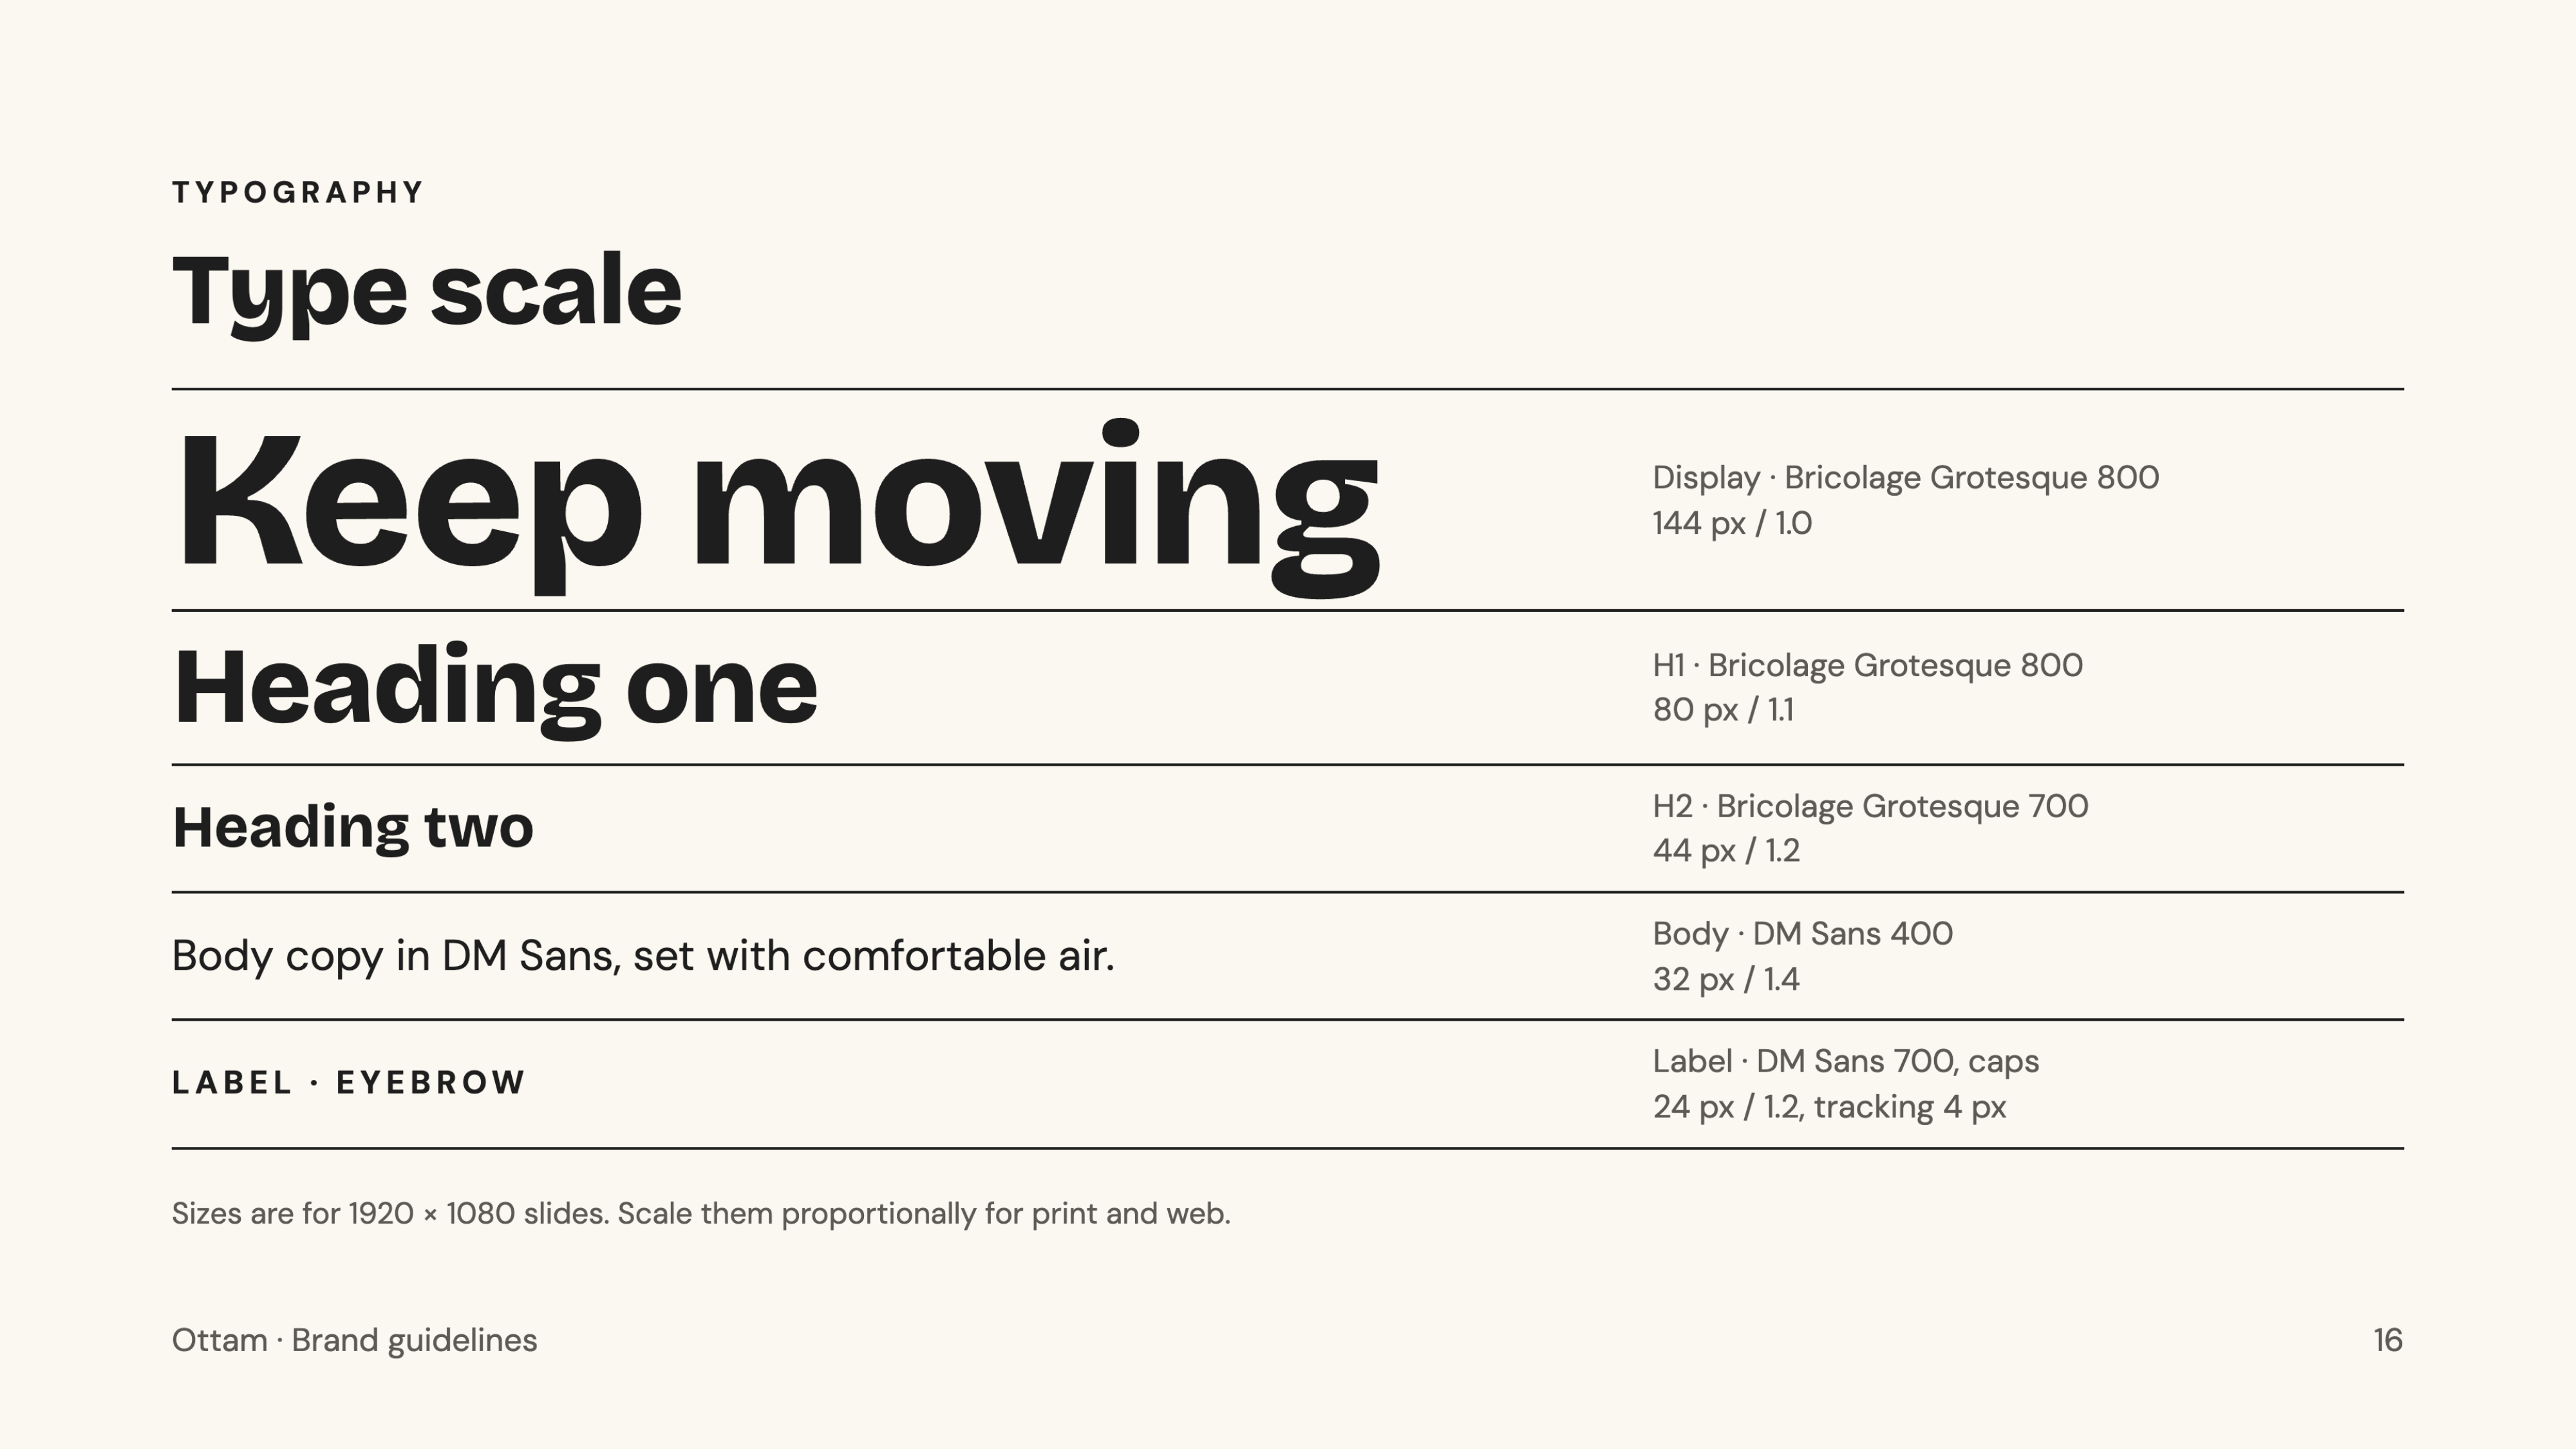 TYPOGRAPHY
Type scale
Keep moving
Display · Bricolage Grotesque 800
144 px / 1.0
Heading one
H1 · Bricolage Grotesque 800
80 px / 1.1
Heading two
H2 · Bricolage Grotesque 700
44 px / 1.2
Body copy in DM Sans, set with comfortable air.
Body · DM Sans 400
32 px / 1.4
LABEL · EYEBROW
Label · DM Sans 700, caps
24 px / 1.2, tracking 4 px
Sizes are for 1920 × 1080 slides. Scale them proportionally for print and web.
Ottam · Brand guidelines
16